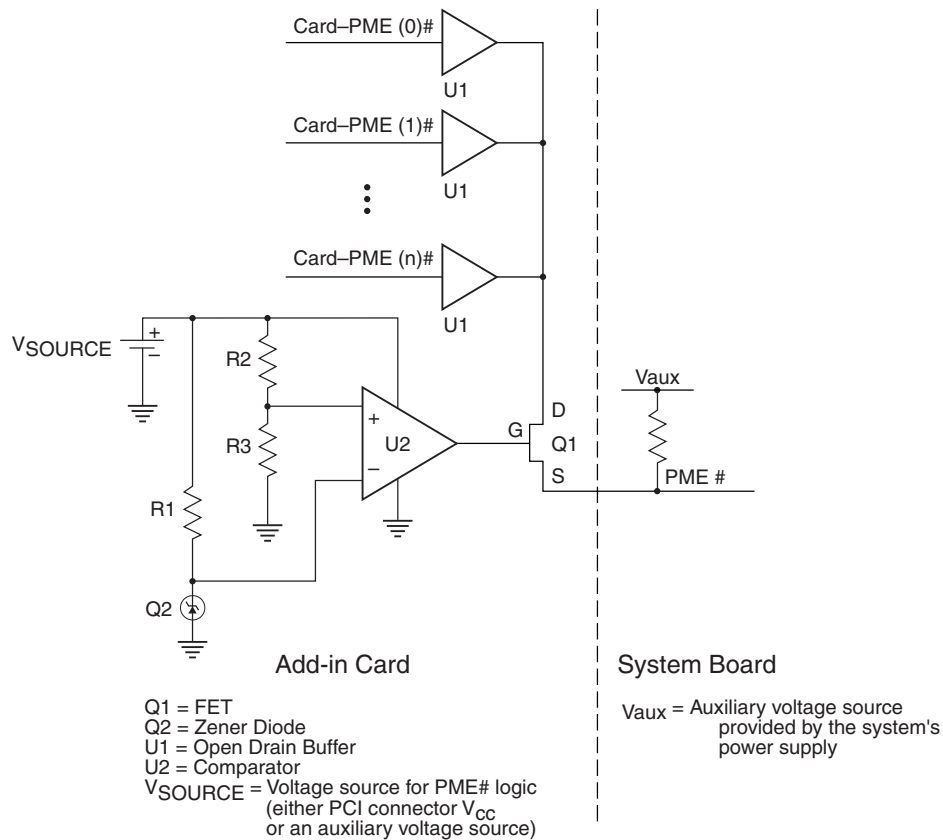 Card–PME (0)#
U1
Card–PME (1)#
U1
Card–PME (n)#
U1
VSOURCE
+
–
R2
R3
R1
+
–
U2
G
D
Q1
S
Vaux
PME #
Q2
Add-in Card
System Board
Q1 = FET
Q2 = Zener Diode
U1 = Open Drain Buffer
U2 = Comparator
VSOURCE = Voltage source for PME# logic
(either PCI connector VCC
or an auxiliary voltage source)
Vaux = Auxiliary voltage source
provided by the system's
power supply